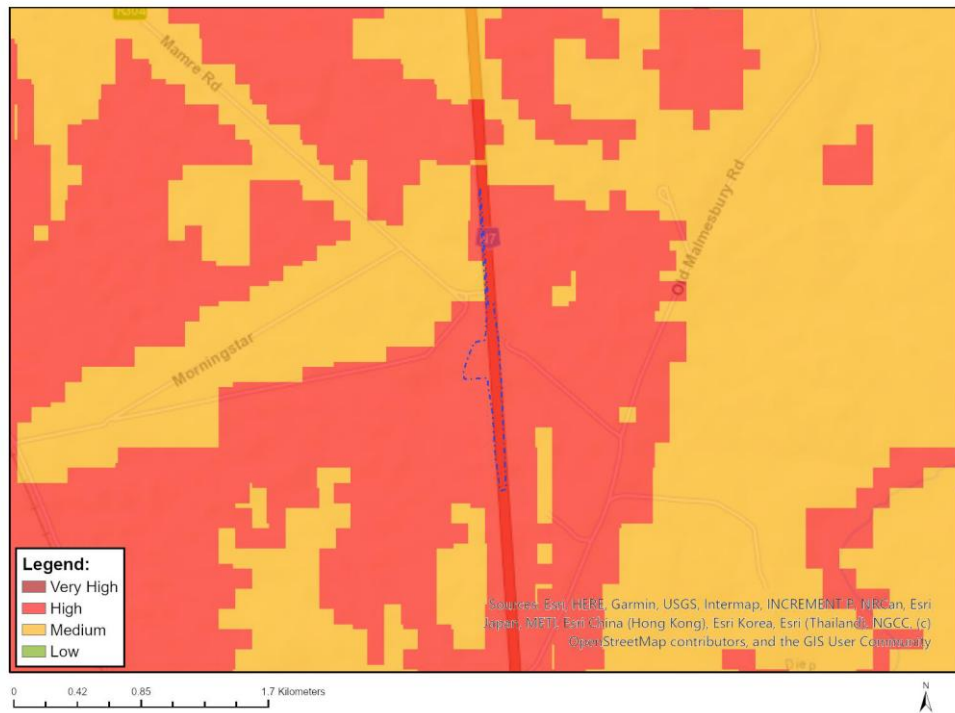 Mamre Rd
Old Malmesbury Rd
Morningstar
Legend:
Very High
High
Medium
Low
Sources: Esri, HERE, Garmin, USGS, Intermap, INCREMENT P, NRCan, Esri
Japan, METI, Esri China (Hong Kong), Esri Korea, Esri (Thailand), NGCC, (c)
OpenStreetMap contributors, and the GIS User Community
Diep
0 0.42 0.85 1.7 Kilometers
N